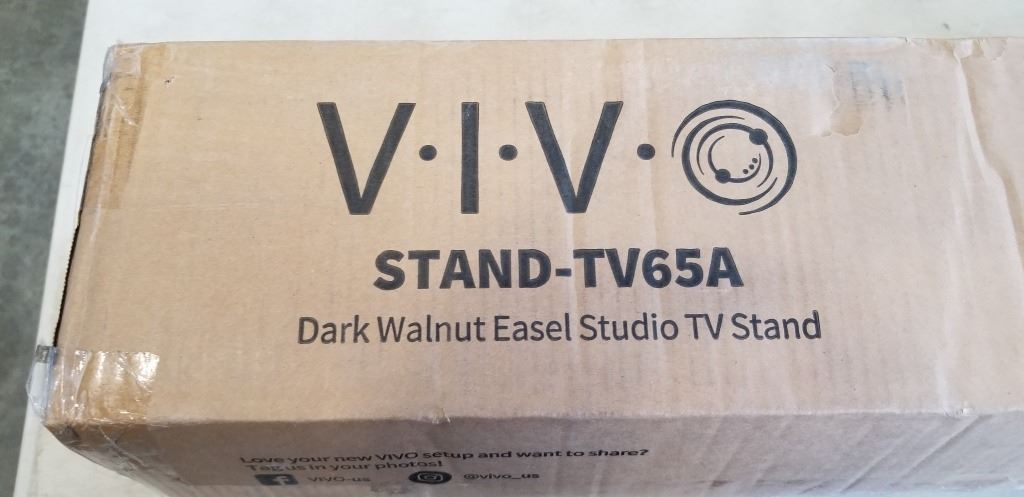 V·I·V·O
STAND-TV65A
Dark Walnut Easel Studio TV Stand
Love your new VIVO setup and want to share?
Tag us in your photos!
VIVO-us @vivo_us